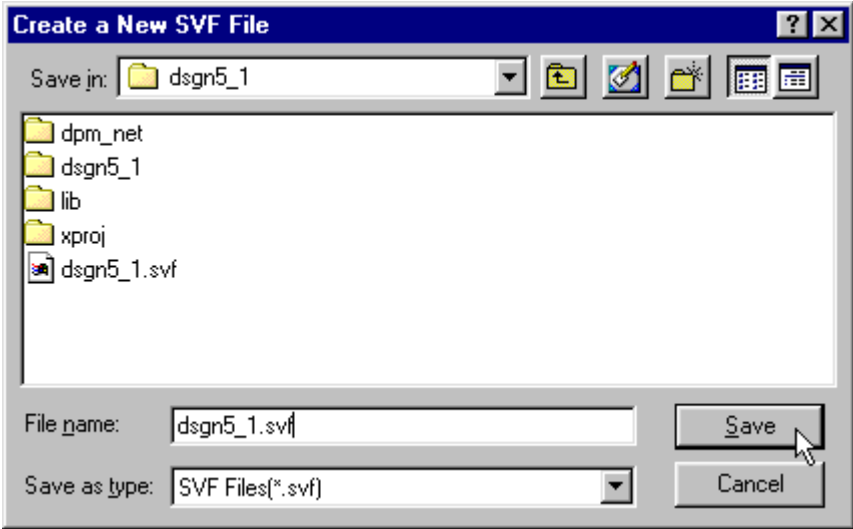 Create a New SVF File
Save in: dsgn5_1
dpm_net
dsgn5_1
lib
xproj
dsgn5_1.svf
File name: dsgn5_1.svf Save
Save as type: SVF Files(*.svf) Cancel